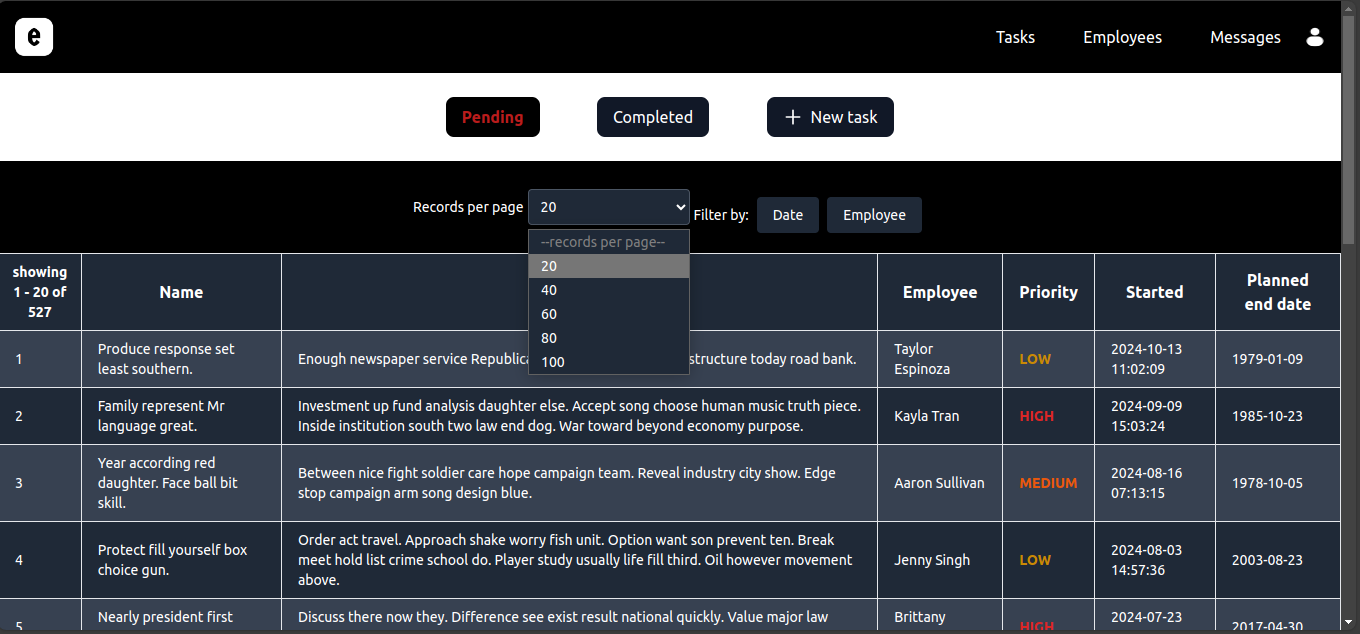 e
Tasks Employees Messages
Pending Completed + New task
Records per page 20 Filter by: Date Employee
--records per page--
20
40
60
80
100
showing
1 - 20 of
527
Name
Employee
Priority
Started
Planned
end date
1
Produce response set
least southern.
Enough newspaper service Republica structure today road bank.
Taylor
Espinoza
LOW
2024-10-13
11:02:09
1979-01-09
2
Family represent Mr
language great.
Investment up fund analysis daughter else. Accept song choose human music truth piece.
Inside institution south two law end dog. War toward beyond economy purpose.
Kayla Tran
HIGH
2024-09-09
15:03:24
1985-10-23
3
Year according red
daughter. Face ball bit
skill.
Between nice fight soldier care hope campaign team. Reveal industry city show. Edge
stop campaign arm song design blue.
Aaron Sullivan
MEDIUM
2024-08-16
07:13:15
1978-10-05
4
Protect fill yourself box
choice gun.
Order act travel. Approach shake worry fish unit. Option want son prevent ten. Break
meet hold list crime school do. Player study usually life fill third. Oil however movement
above.
Jenny Singh
LOW
2024-08-03
14:57:36
2003-08-23
5
Nearly president first
Discuss there now they. Difference see exist result national quickly. Value major law
Brittany
HIGH
2024-07-23
2017-04-30